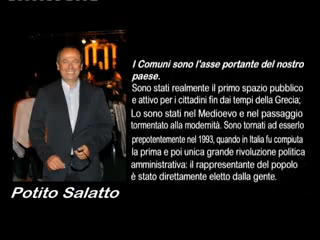 I Comuni sono l'asse portante del nostro
paese.
Sono stati realmente il primo spazio pubblico
e attivo per i cittadini fin dai tempi della Grecia;
Lo sono stati nel Medioevo e nel passaggio
tormentato alla modernità. Sono tornati ad esserlo
prepotentemente nel 1993, quando in Italia fu compiuta
la prima e poi unica grande rivoluzione politica
amministrativa: il rappresentante del popolo
è stato direttamente eletto dalla gente.
Potito Salatto